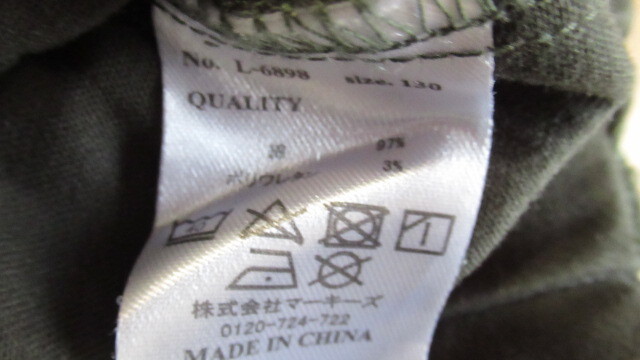 No. L-6898 size. 130
QUALITY
綿 97%
ポリウレタン 3%
株式会社マーキーズ
0120-724-722
MADE IN CHINA